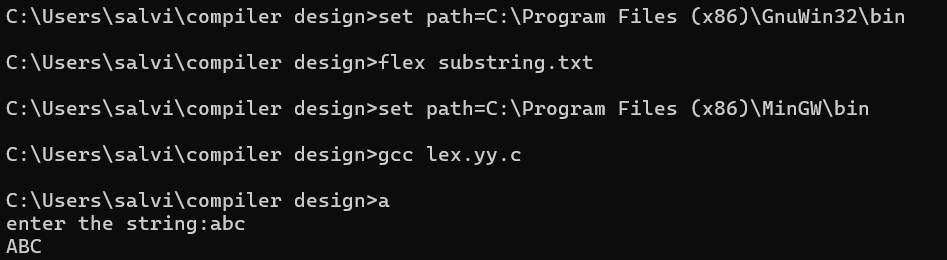 C:\Users\salvi\compiler design>set path=C:\Program Files (x86)\GnuWin32\bin
C:\Users\salvi\compiler design>flex substring.txt
C:\Users\salvi\compiler design>set path=C:\Program Files (x86)\MinGW\bin
C:\Users\salvi\compiler design>gcc lex.yy.c
C:\Users\salvi\compiler design>a
enter the string:abc
ABC